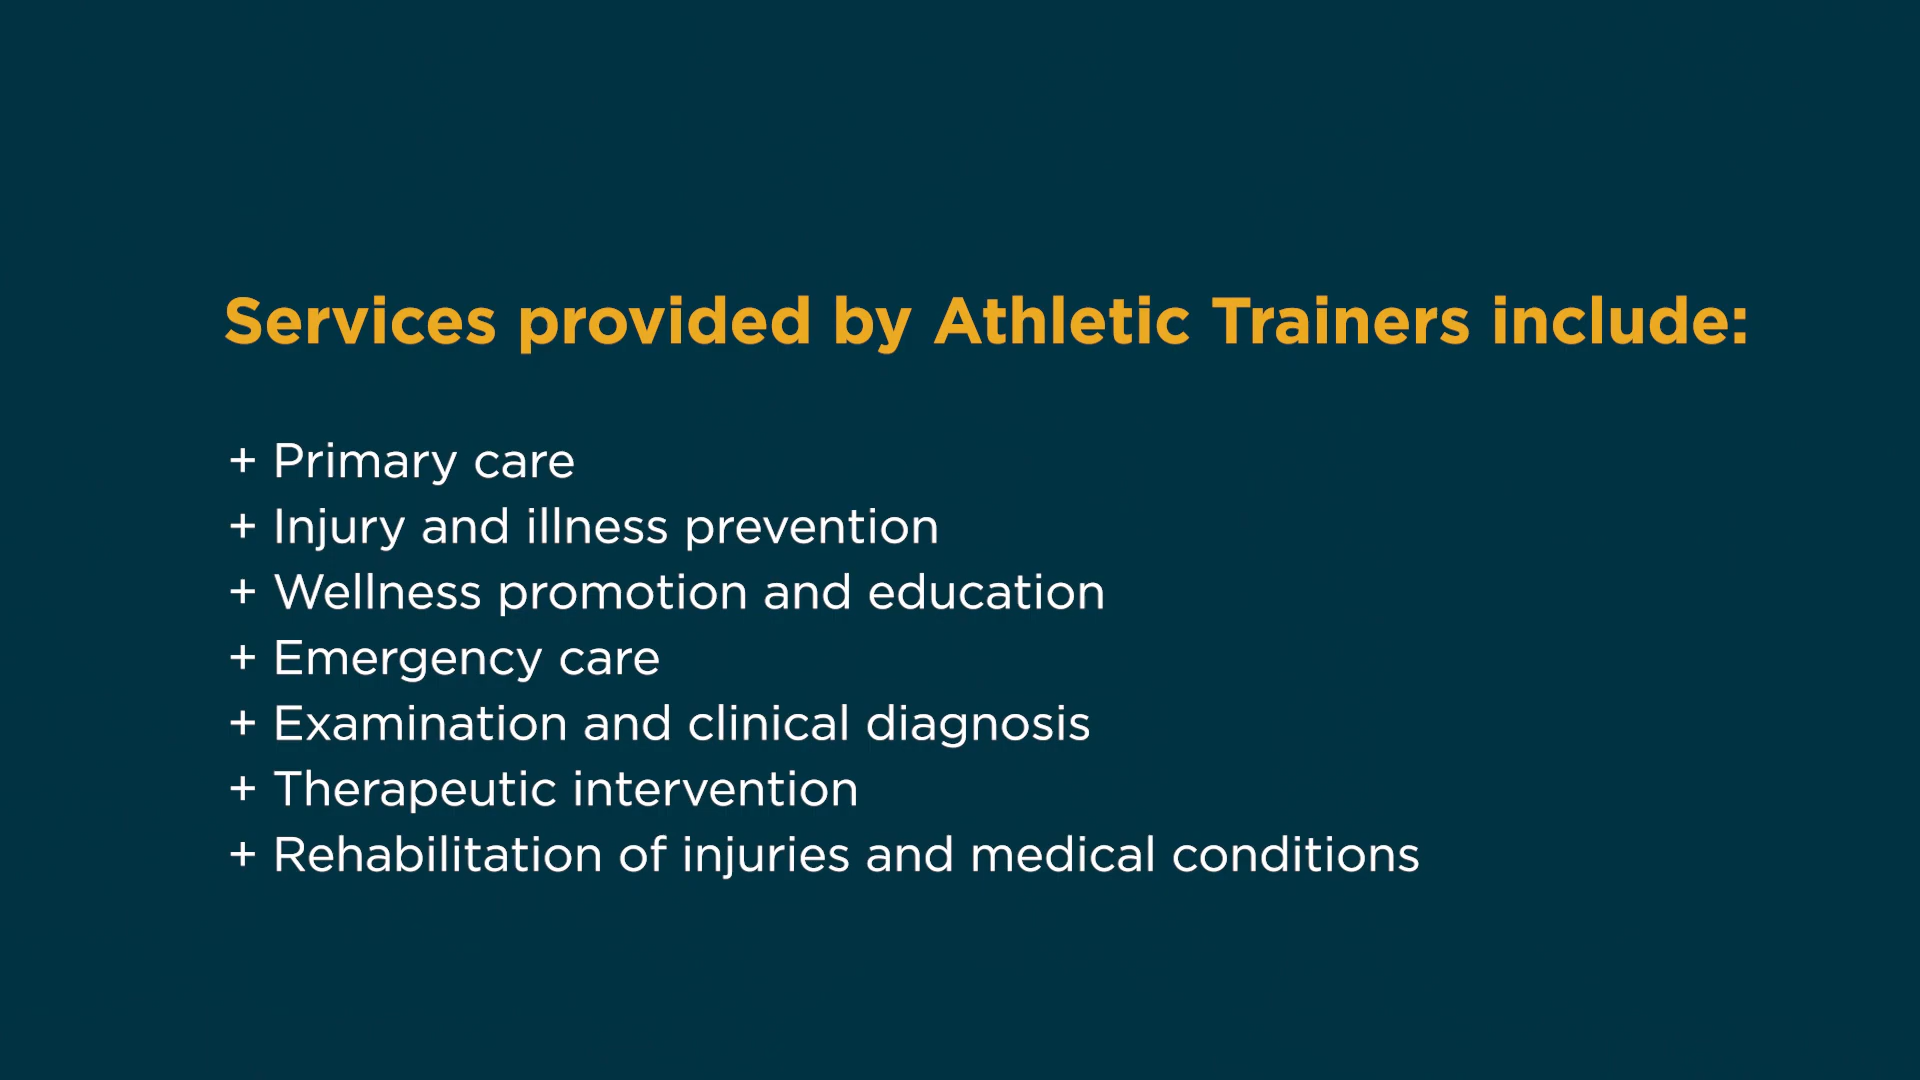 Services provided by Athletic Trainers include:
+ Primary care
+ Injury and illness prevention
+ Wellness promotion and education
+ Emergency care
+ Examination and clinical diagnosis
+ Therapeutic intervention
+ Rehabilitation of injuries and medical conditions